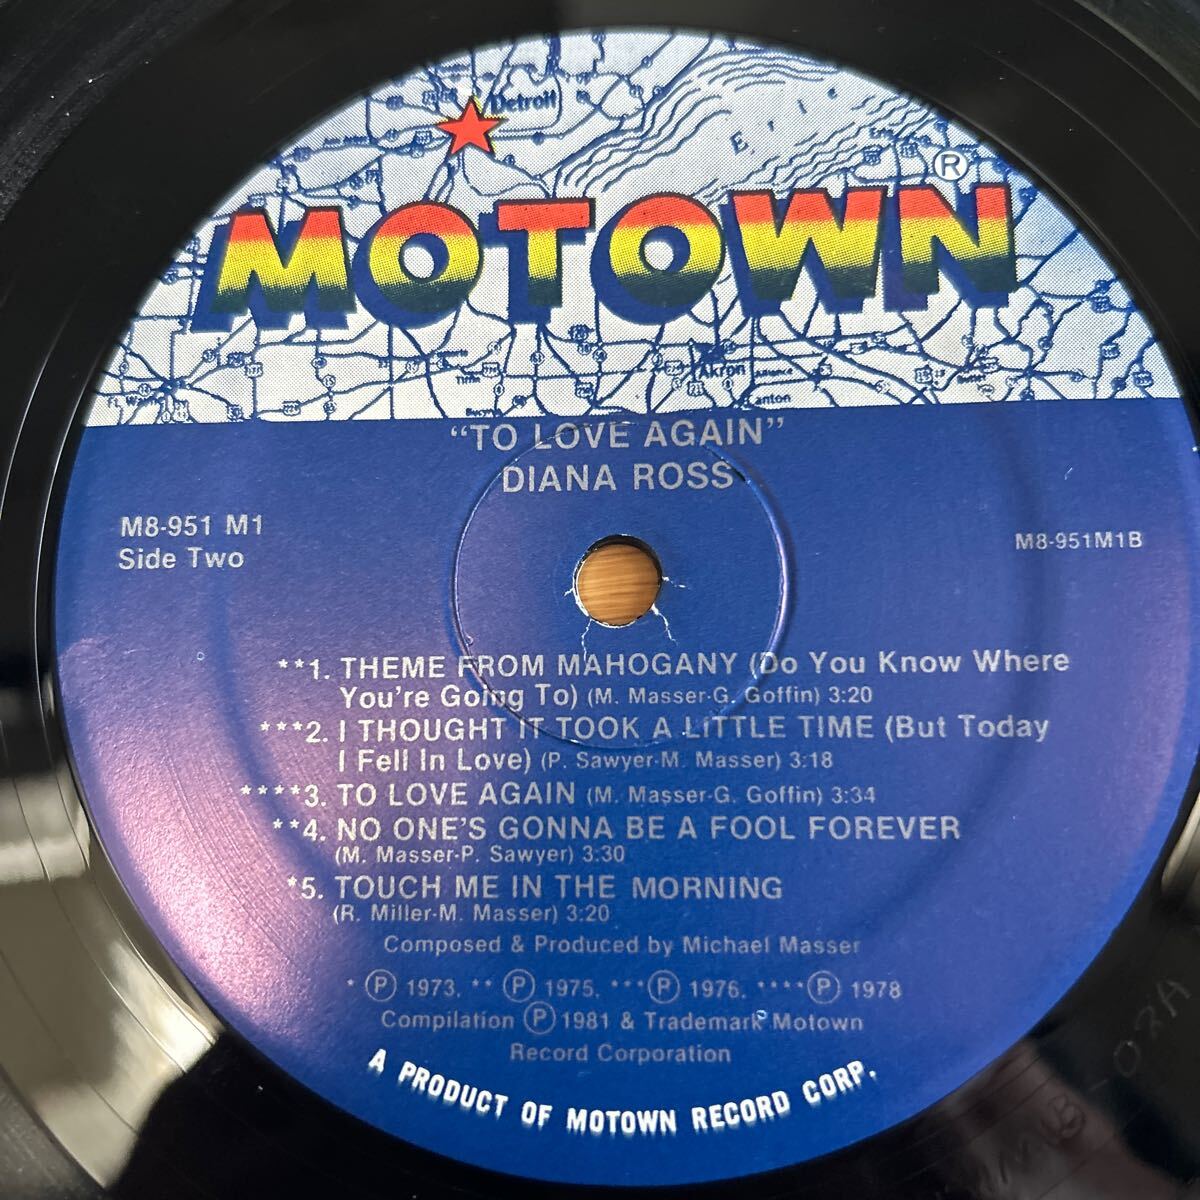 Detroit
Erie
MOTOWN®
Tiffin
Akron
Alliance
Canton
"TO LOVE AGAIN"
DIANA ROSS
M8-951 M1
Side Two
M8-951M1B
**1. THEME FROM MAHOGANY (Do You Know Where
You're Going To) (M. Masser-G. Goffin) 3:20
***2. I THOUGHT IT TOOK A LITTLE TIME (But Today
I Fell In Love) (P. Sawyer-M. Masser) 3:18
****3. TO LOVE AGAIN (M. Masser-G. Goffin) 3:34
**4. NO ONE'S GONNA BE A FOOL FOREVER
(M. Masser-P. Sawyer) 3:30
*5. TOUCH ME IN THE MORNING
(R. Miller-M. Masser) 3:20
Composed & Produced by Michael Masser
* ℗ 1973. ** ℗ 1975. *** ℗ 1976. **** ℗ 1978
Compilation ℗ 1981 & Trademark Motown
Record Corporation
A PRODUCT OF MOTOWN RECORD CORP.